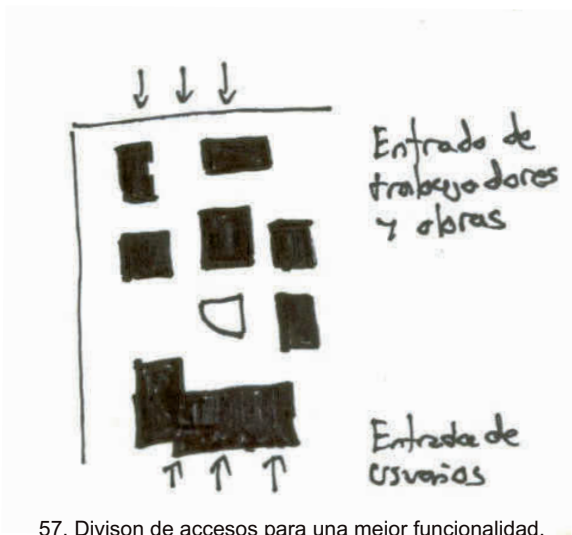 Entrada de
trabajadores
y obras
Entrada de
usuarios
57. Divison de accesos para una mejor funcionalidad.